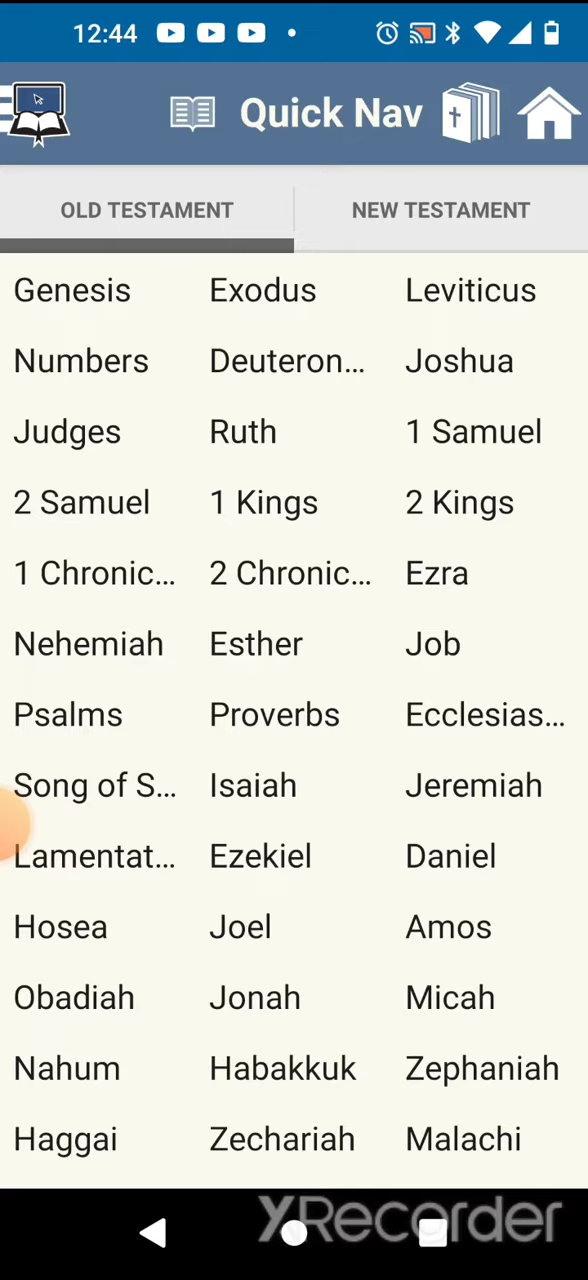 12:44
Quick Nav
OLD TESTAMENT NEW TESTAMENT
Genesis Exodus Leviticus
Numbers Deuteron... Joshua
Judges Ruth 1 Samuel
2 Samuel 1 Kings 2 Kings
1 Chronic... 2 Chronic... Ezra
Nehemiah Esther Job
Psalms Proverbs Ecclesias...
Song of S... Isaiah Jeremiah
Lamentat... Ezekiel Daniel
Hosea Joel Amos
Obadiah Jonah Micah
Nahum Habakkuk Zephaniah
Haggai Zechariah Malachi
XRecorder